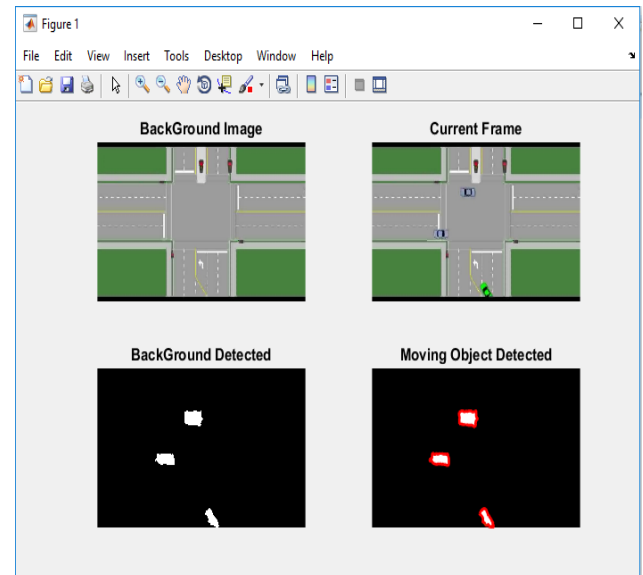 Figure 1
File Edit View Insert Tools Desktop Window Help
BackGround Image Current Frame
BackGround Detected Moving Object Detected